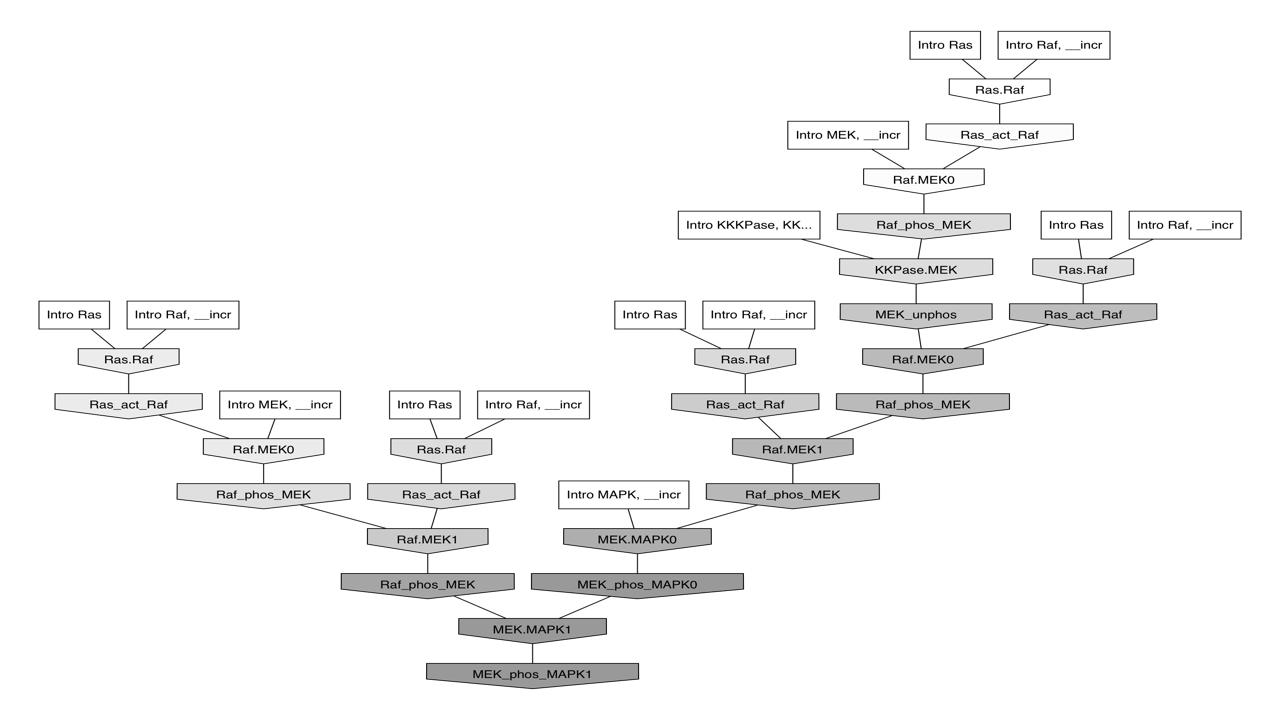 Intro Ras
Intro Raf, __incr
Ras.Raf
Intro MEK, __incr
Ras_act_Raf
Raf.MEK0
Intro KKKPase, KK...
Raf_phos_MEK
Intro Ras
Intro Raf, __incr
KKPase.MEK
Ras.Raf
Intro Ras
Intro Raf, __incr
Intro Ras
Intro Raf, __incr
MEK_unphos
Ras_act_Raf
Ras.Raf
Ras.Raf
Raf.MEK0
Ras_act_Raf
Intro MEK, __incr
Intro Ras
Intro Raf, __incr
Ras_act_Raf
Raf_phos_MEK
Raf.MEK0
Ras.Raf
Raf.MEK1
Raf_phos_MEK
Ras_act_Raf
Intro MAPK, __incr
Raf_phos_MEK
Raf.MEK1
MEK.MAPK0
Raf_phos_MEK
MEK_phos_MAPK0
MEK.MAPK1
MEK_phos_MAPK1